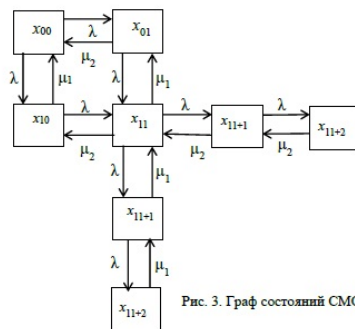 x00 λ x01
μ2
λ μ1 λ μ1
x10 λ x11 λ x11+1 λ x11+2
μ2 μ2 μ2
λ μ1
x11+1
λ μ1
x11+2
Рис. 3. Граф состояний СМО